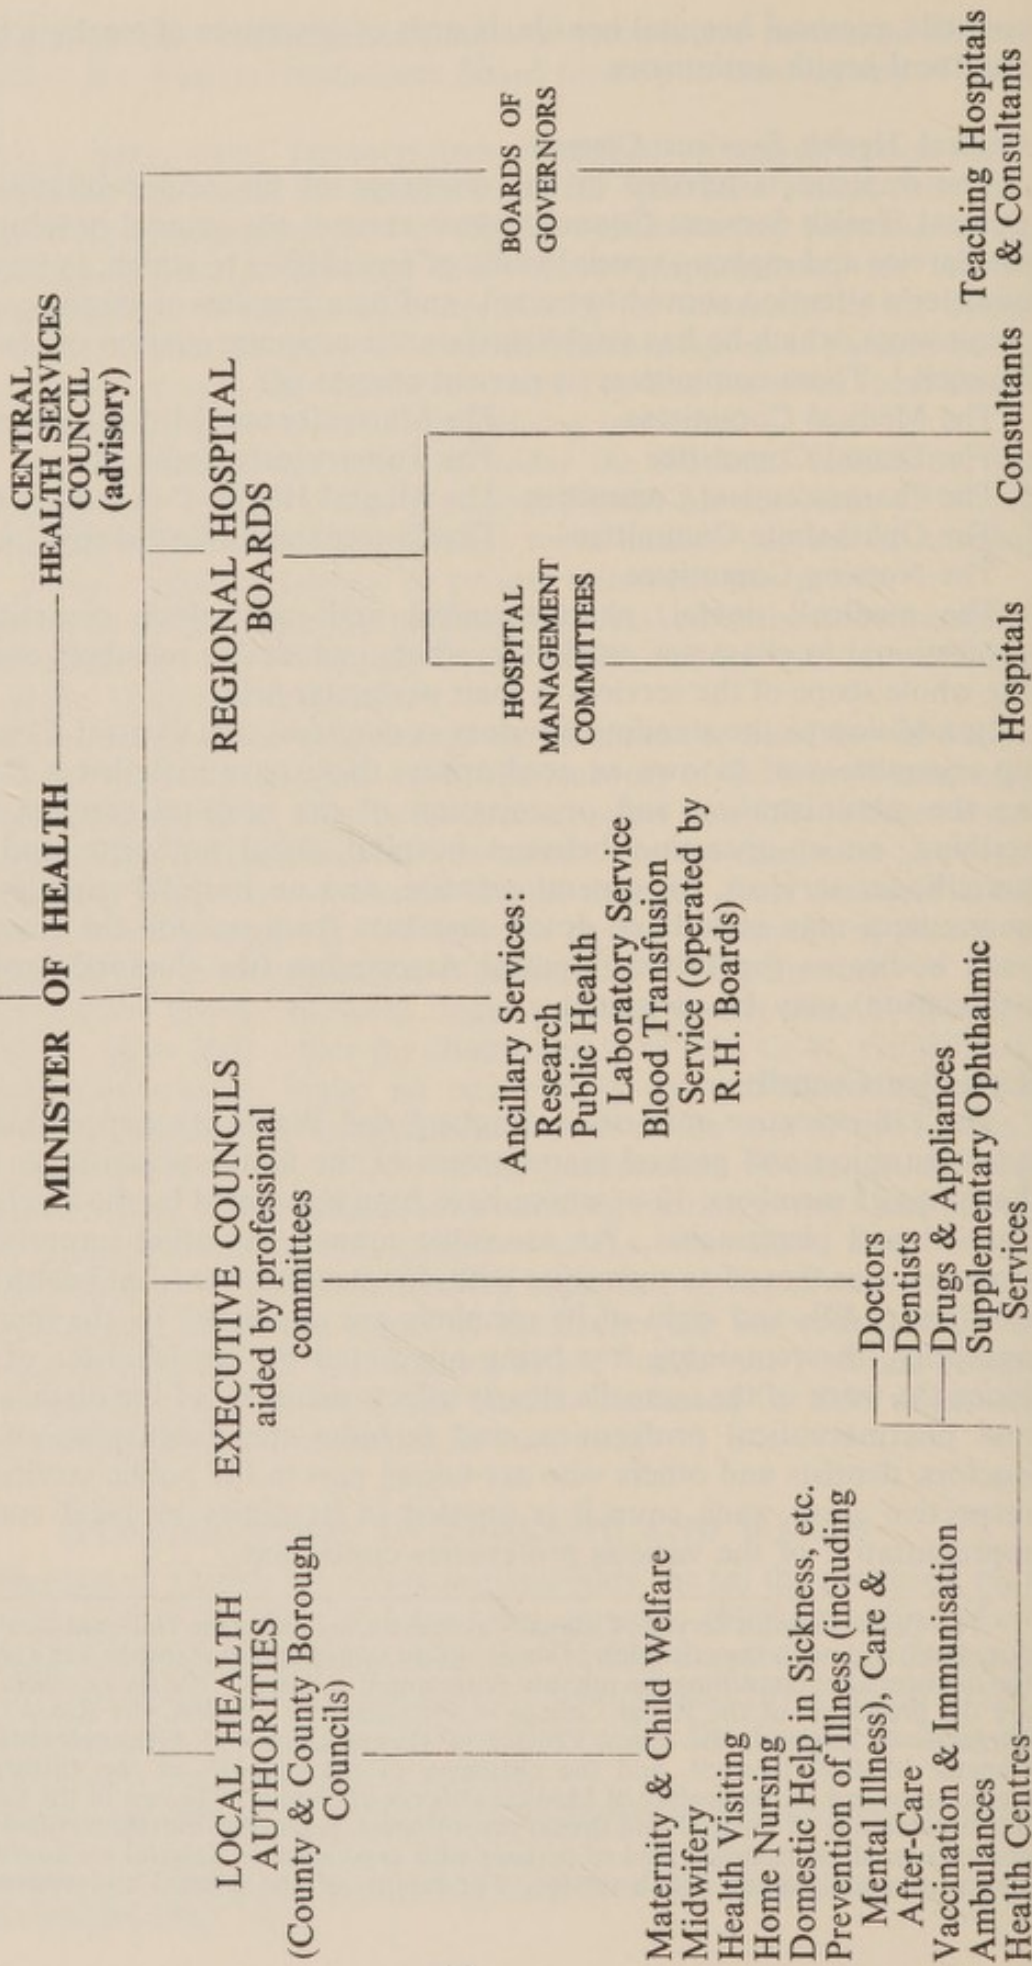 MINISTER OF HEALTH
CENTRAL
HEALTH SERVICES
COUNCIL
(advisory)
LOCAL HEALTH
AUTHORITIES
(County & County Borough
Councils)
Maternity & Child Welfare
Midwifery
Health Visiting
Home Nursing
Domestic Help in Sickness, etc.
Prevention of Illness (including
Mental Illness), Care &
After-Care
Vaccination & Immunisation
Ambulances
Health Centres
EXECUTIVE COUNCILS
aided by professional
committees
Doctors
Dentists
Drugs & Appliances
Supplementary Ophthalmic
Services
Ancillary Services:
Research
Public Health
Laboratory Service
Blood Transfusion
Service (operated by
R.H. Boards)
REGIONAL HOSPITAL
BOARDS
HOSPITAL
MANAGEMENT
COMMITTEES
Hospitals
Consultants
BOARDS OF
GOVERNORS
Teaching Hospitals
& Consultants